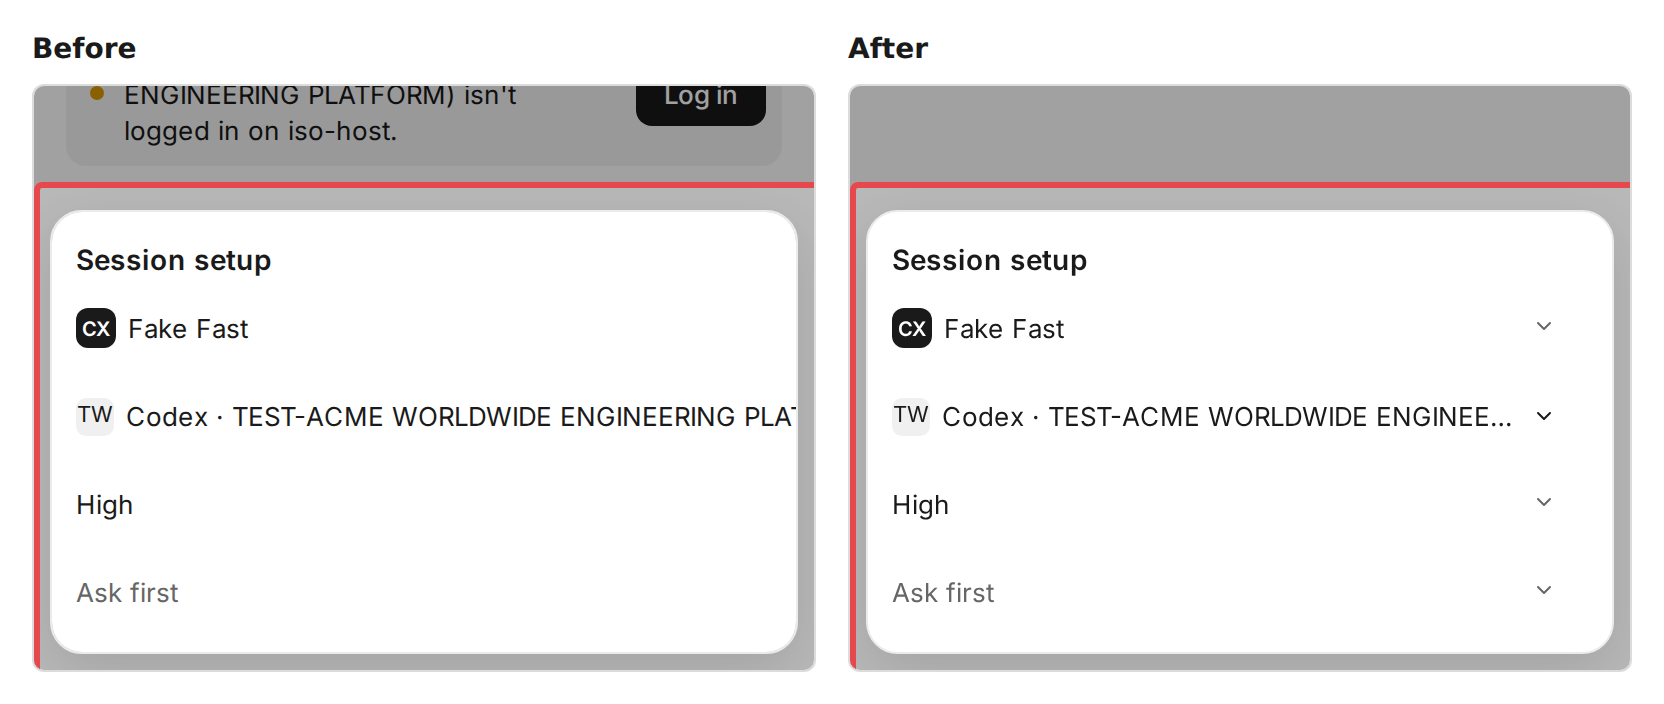 Before
ENGINEERING PLATFORM) isn't
logged in on iso-host.
Log in
Session setup
CX Fake Fast
TW Codex · TEST-ACME WORLDWIDE ENGINEERING PLAT
High
Ask first
After
Session setup
CX Fake Fast
TW Codex · TEST-ACME WORLDWIDE ENGINEE...
High
Ask first